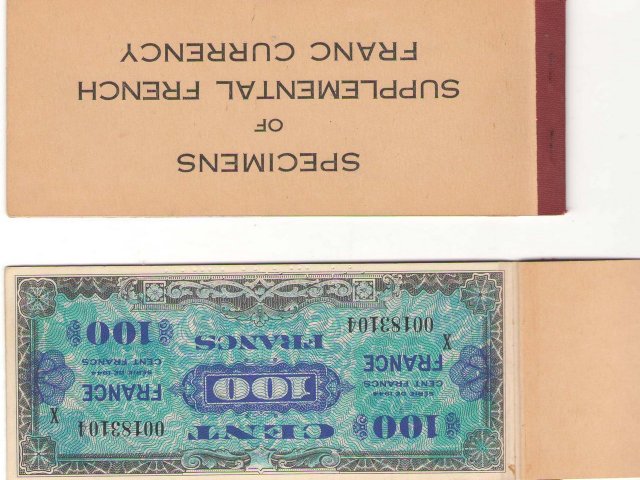 100
CENT
00183104
X
SÉRIE DE 1944
CENT FRANCS
FRANCE
100
FRANCE
SÉRIE DE 1944
CENT FRANCS
X
00183104
FRANCS
100
SPECIMENS
OF
SUPPLEMENTAL FRENCH
FRANC CURRENCY